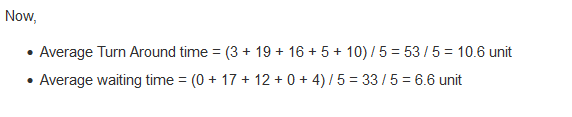 Now,
• Average Turn Around time = (3 + 19 + 16 + 5 + 10) / 5 = 53 / 5 = 10.6 unit
• Average waiting time = (0 + 17 + 12 + 0 + 4) / 5 = 33 / 5 = 6.6 unit